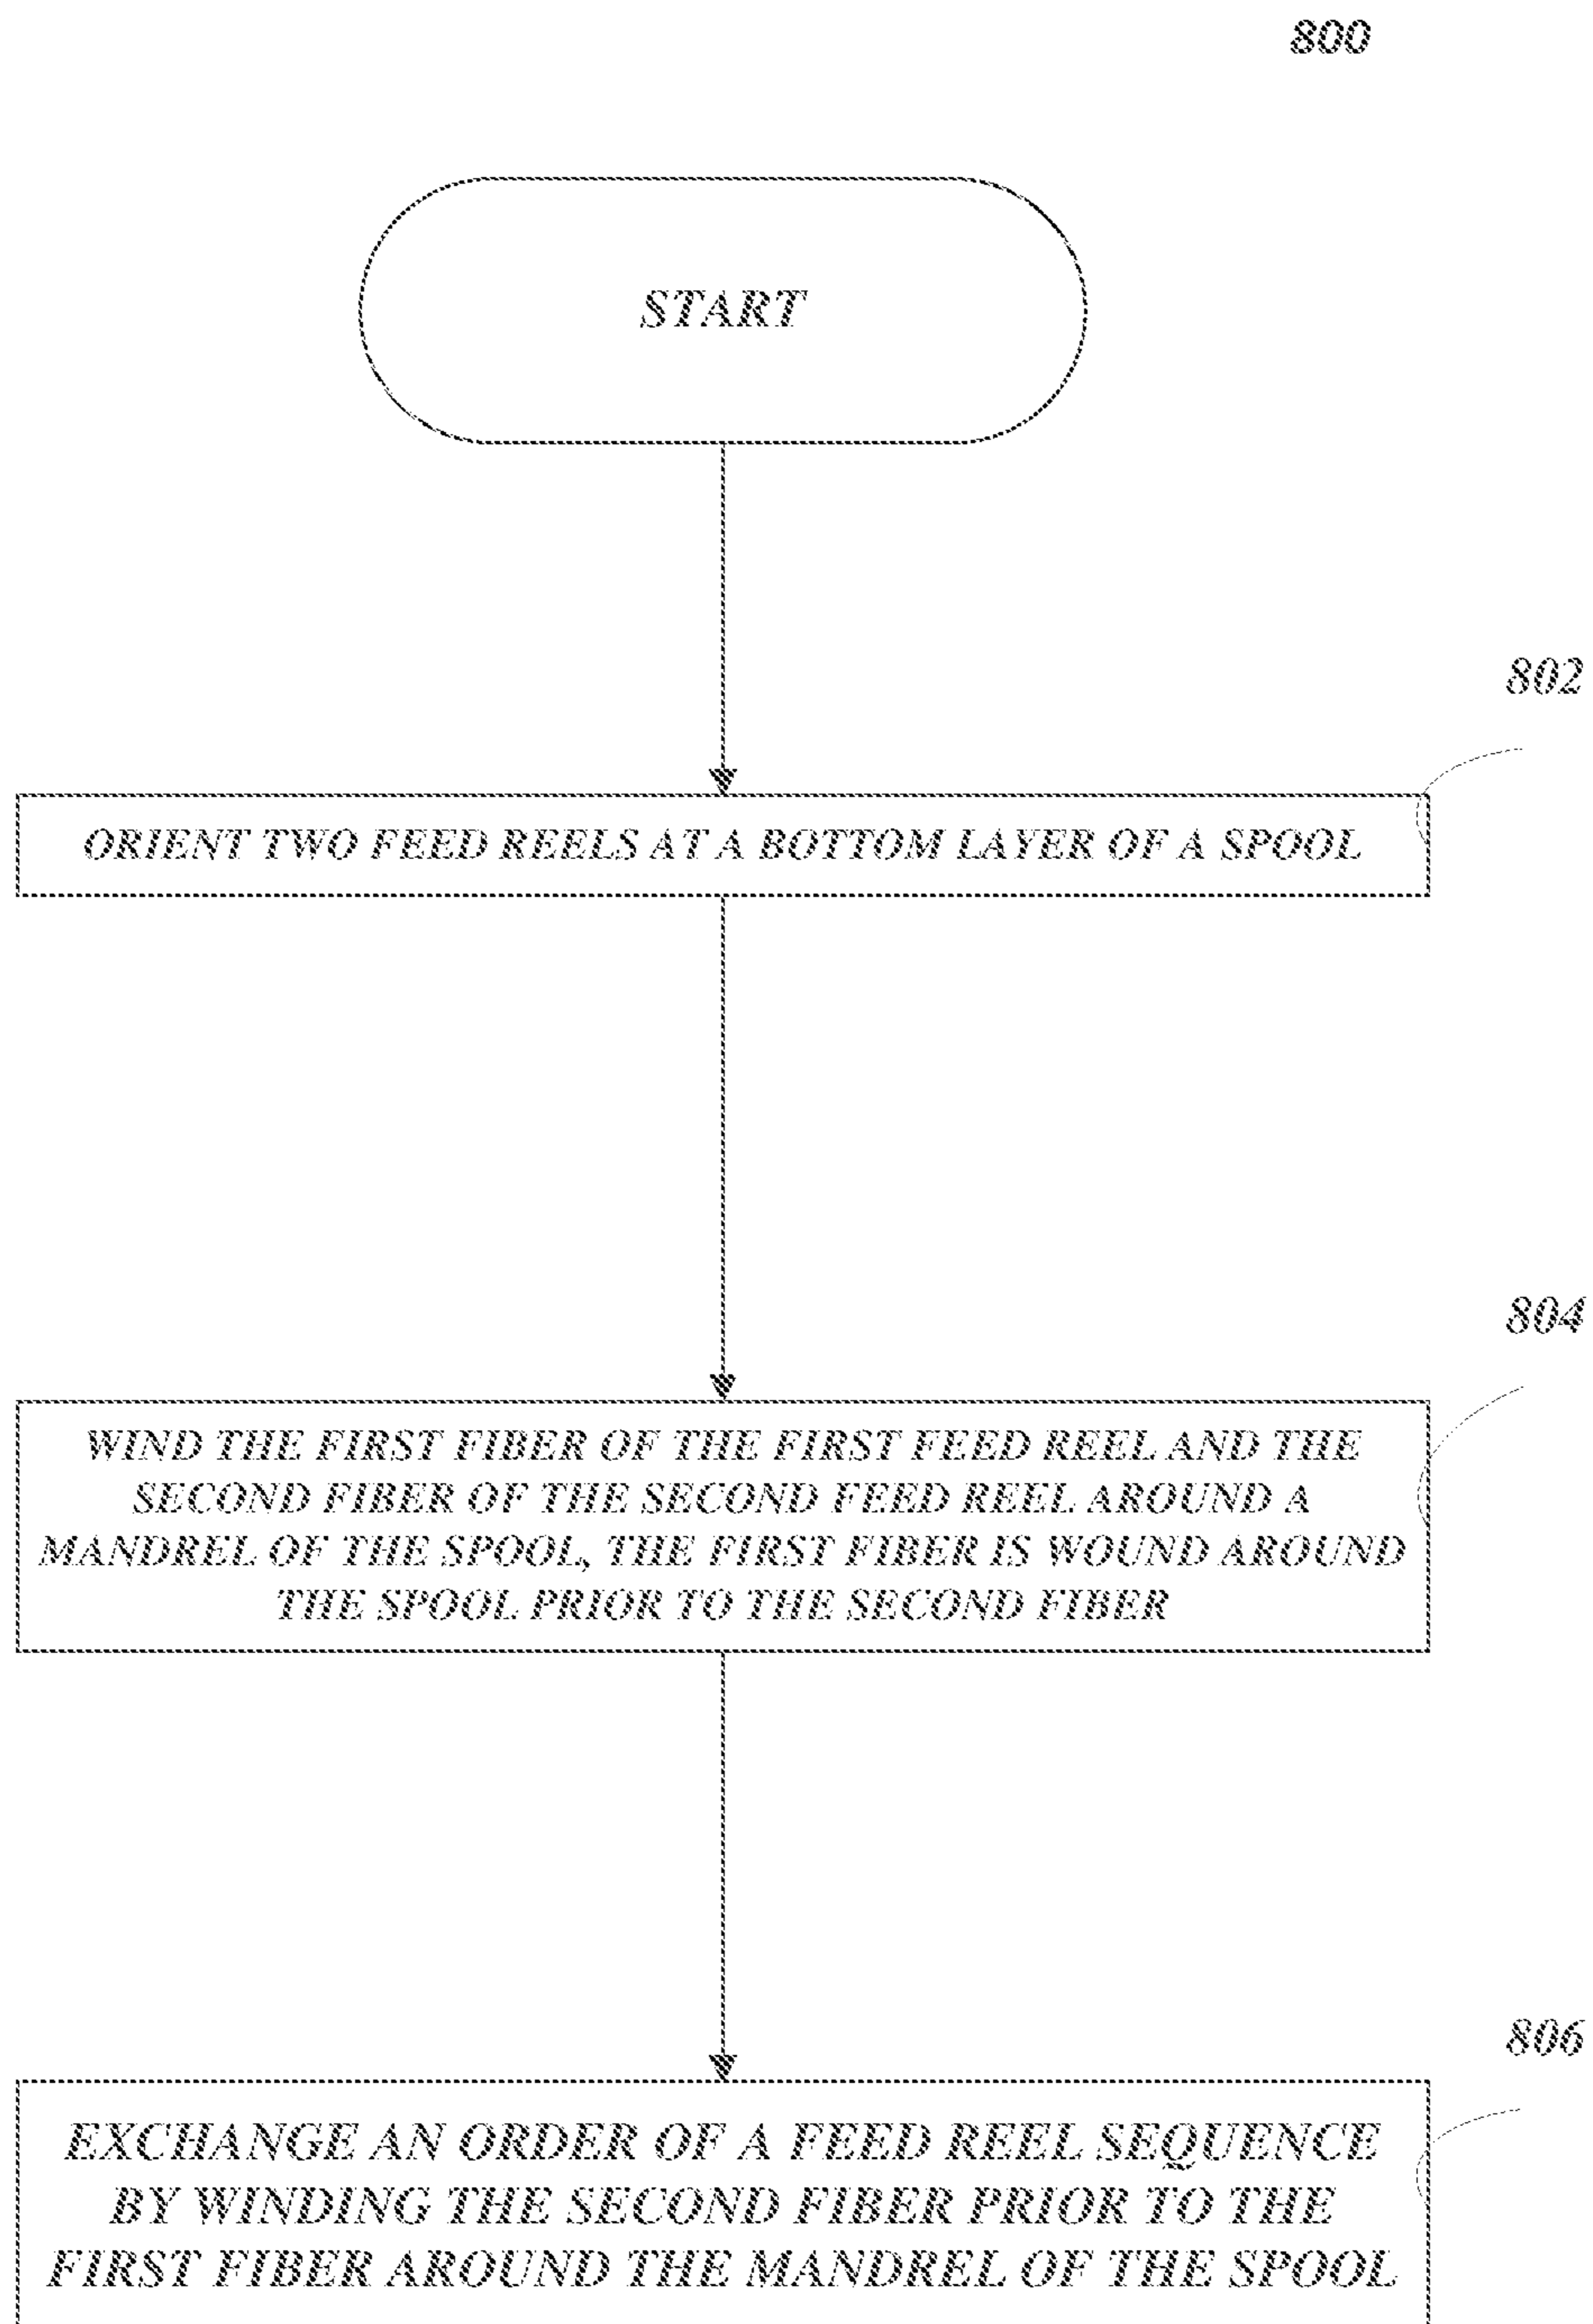 800
START
802
ORIENT TWO FEED REELS AT A BOTTOM LAYER OF A SPOOL
804
WIND THE FIRST FIBER OF THE FIRST FEED REEL AND THE
SECOND FIBER OF THE SECOND FEED REEL AROUND A
MANDREL OF THE SPOOL, THE FIRST FIBER IS WOUND AROUND
THE SPOOL PRIOR TO THE SECOND FIBER
806
EXCHANGE AN ORDER OF A FEED REEL SEQUENCE
BY WINDING THE SECOND FIBER PRIOR TO THE
FIRST FIBER AROUND THE MANDREL OF THE SPOOL